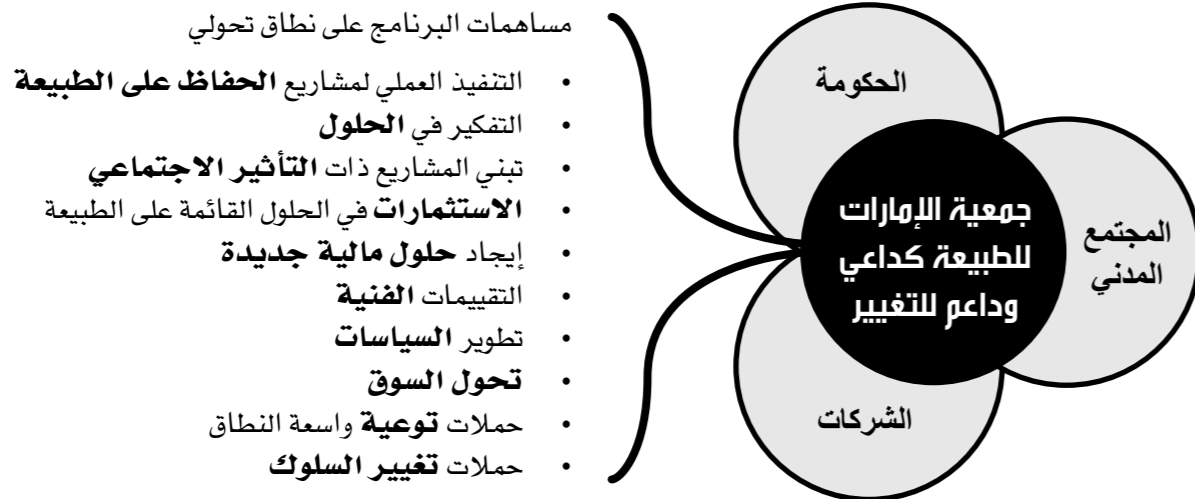 الحكومة
المجتمع
المدني
جمعية الإمارات
للطبيعة كداعي
وداعم للتغيير
الشركات
مساهمات البرنامج على نطاق تحولي
• التنفيذ العملي لمشاريع الحفاظ على الطبيعة
• التفكير في الحلول
• تبني المشاريع ذات التأثير الاجتماعي
• الاستثمارات في الحلول القائمة على الطبيعة
• إيجاد حلول مالية جديدة
• التقييمات الفنية
• تطوير السياسات
• تحول السوق
• حملات توعية واسعة النطاق
• حملات تغيير السلوك